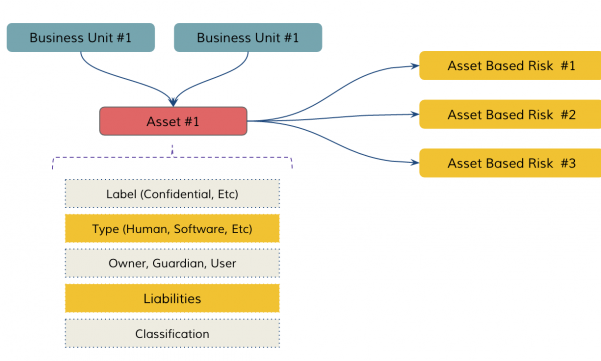 Business Unit #1
Business Unit #1
Asset Based Risk #1
Asset #1
Asset Based Risk #2
Asset Based Risk #3
Label (Confidential, Etc)
Type (Human, Software, Etc)
Owner, Guardian, User
Liabilities
Classification